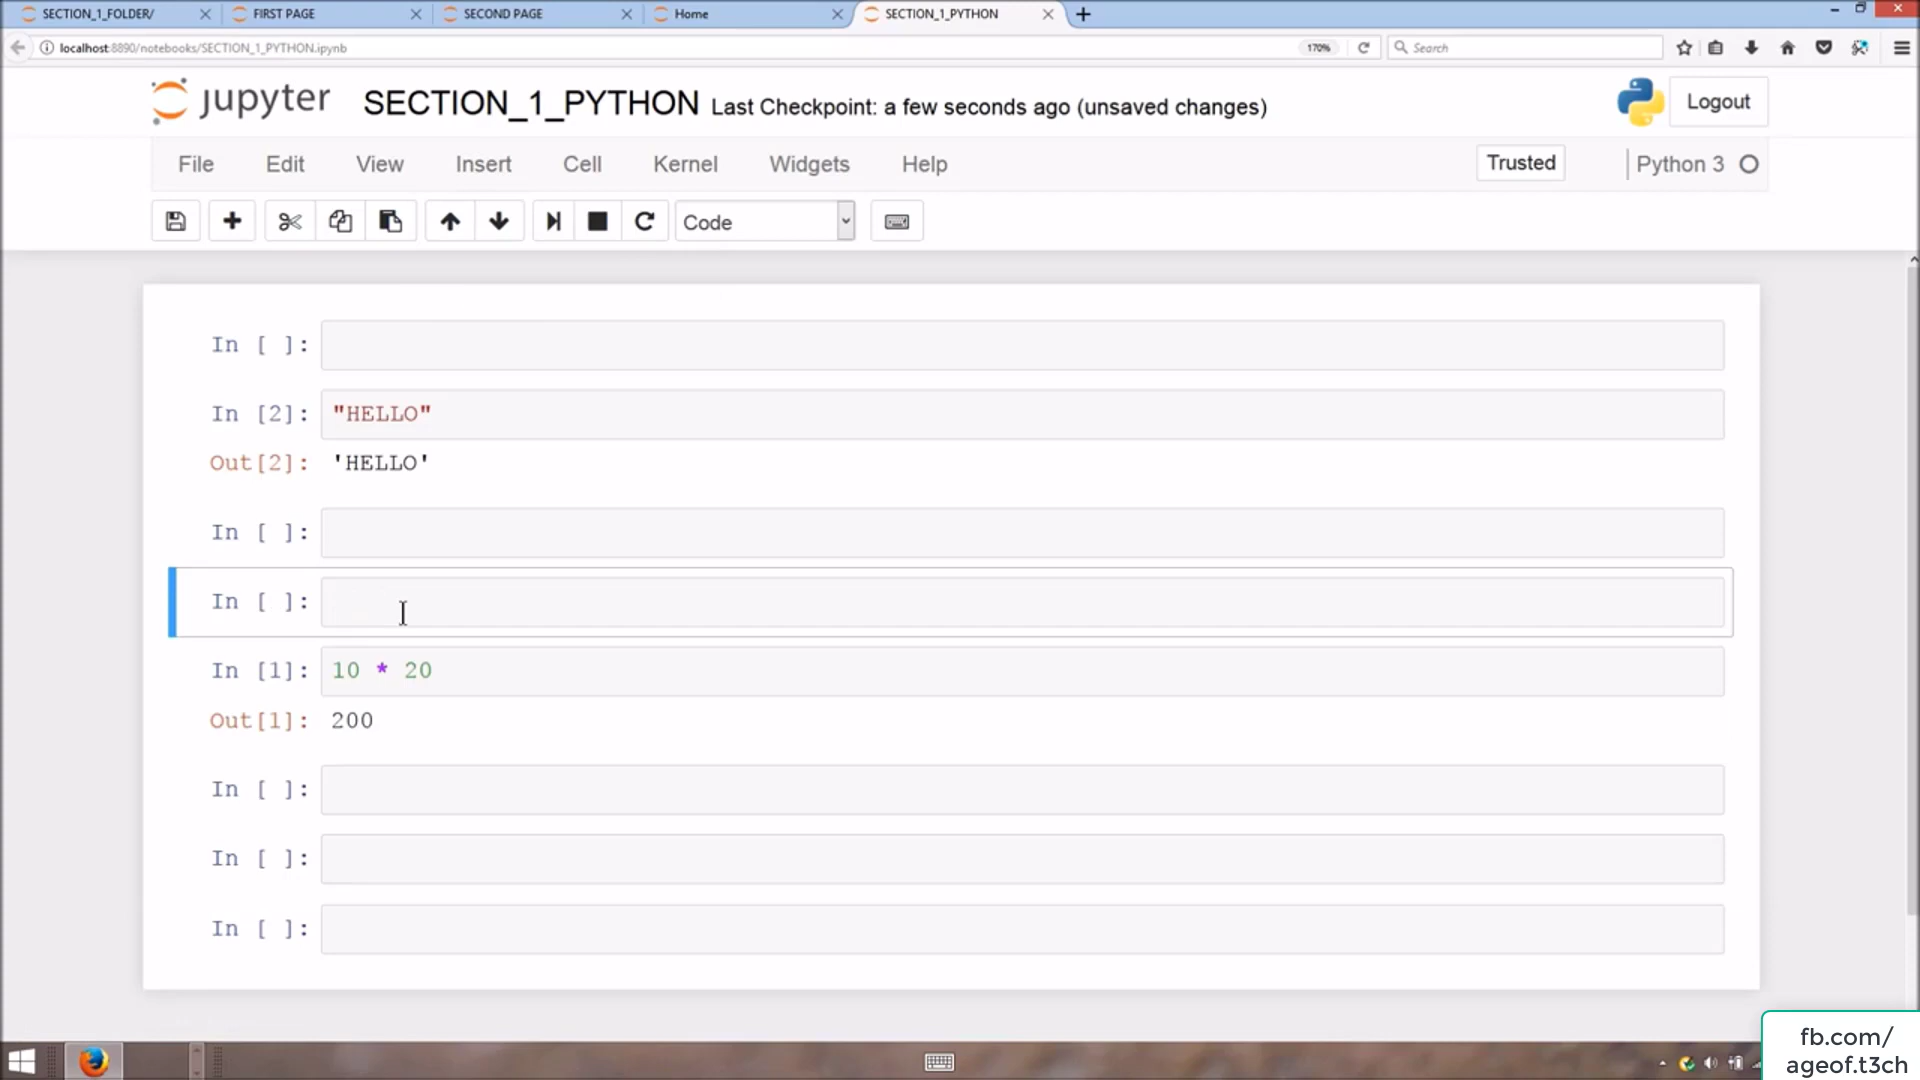 SECTION_1_FOLDER/
FIRST PAGE
SECOND PAGE
Home
SECTION_1_PYTHON
localhost:8890/notebooks/SECTION_1_PYTHON.ipynb
170%
Search
jupyter
SECTION_1_PYTHON
Last Checkpoint: a few seconds ago (unsaved changes)
Logout
File
Edit
View
Insert
Cell
Kernel
Widgets
Help
Trusted
Python 3
Code
In [ ]:
In [2]: "HELLO"
Out[2]: 'HELLO'
In [ ]:
In [ ]:
In [1]: 10 * 20
Out[1]: 200
In [ ]:
In [ ]:
In [ ]:
fb.com/
ageof.t3ch